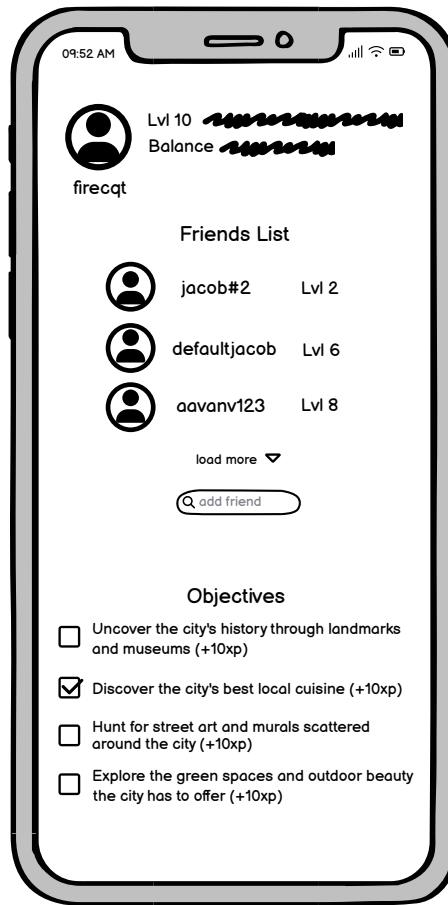 09:52 AM
Lvl 10
Balance
firecqt
Friends List
jacob#2 Lvl 2
defaultjacob Lvl 6
aavanv123 Lvl 8
load more
add friend
Objectives
Uncover the city's history through landmarks
and museums (+10xp)
Discover the city's best local cuisine (+10xp)
Hunt for street art and murals scattered
around the city (+10xp)
Explore the green spaces and outdoor beauty
the city has to offer (+10xp)